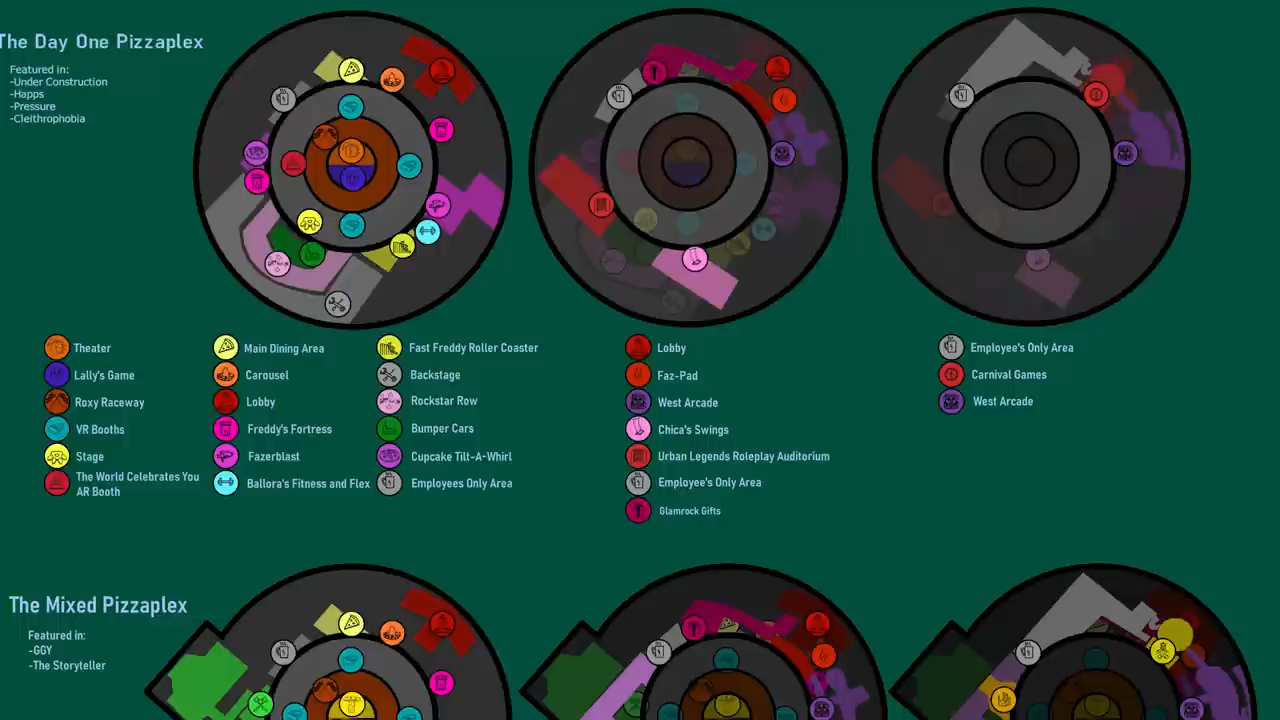 The Day One Pizzaplex
Featured in:
-Under Construction
-Happs
-Pressure
-Cleithrophobia
Theater
Lally's Game
Roxy Raceway
VR Booths
Stage
The World Celebrates You
AR Booth
Main Dining Area
Carousel
Lobby
Freddy's Fortress
Fazerblast
Ballora's Fitness and Flex
Fast Freddy Roller Coaster
Backstage
Rockstar Row
Bumper Cars
Cupcake Tilt-A-Whirl
Employees Only Area
Lobby
Faz-Pad
West Arcade
Chica's Swings
Urban Legends Roleplay Auditorium
Employee's Only Area
Glamrock Gifts
Employee's Only Area
Carnival Games
West Arcade
The Mixed Pizzaplex
Featured in:
-GGY
-The Storyteller